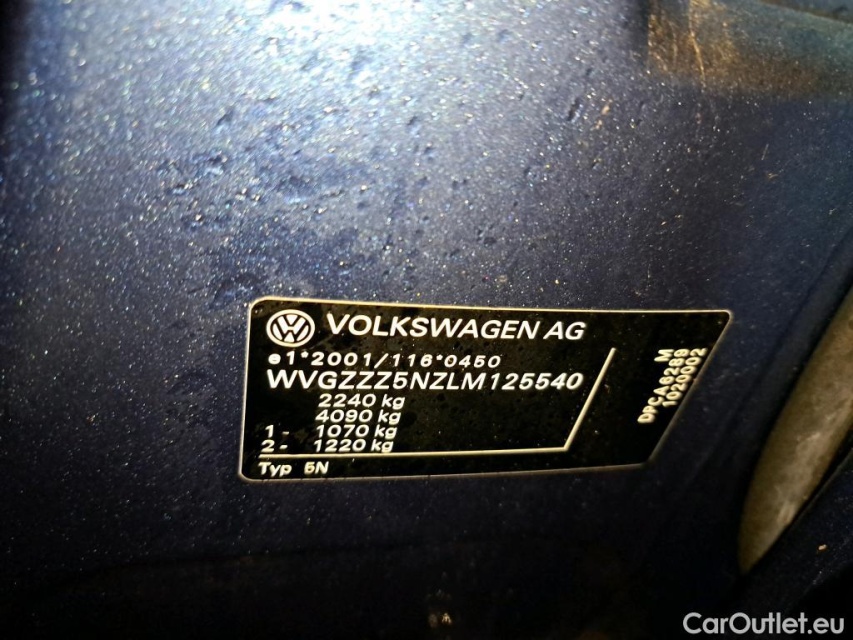 VOLKSWAGEN AG
e1*2001/116*0450
WVGZZZ5NZLM125540
2240 kg
4090 kg
1- 1070 kg
2- 1220 kg
Typ 5N
M
DPCA6289
1020002
CarOutlet.eu